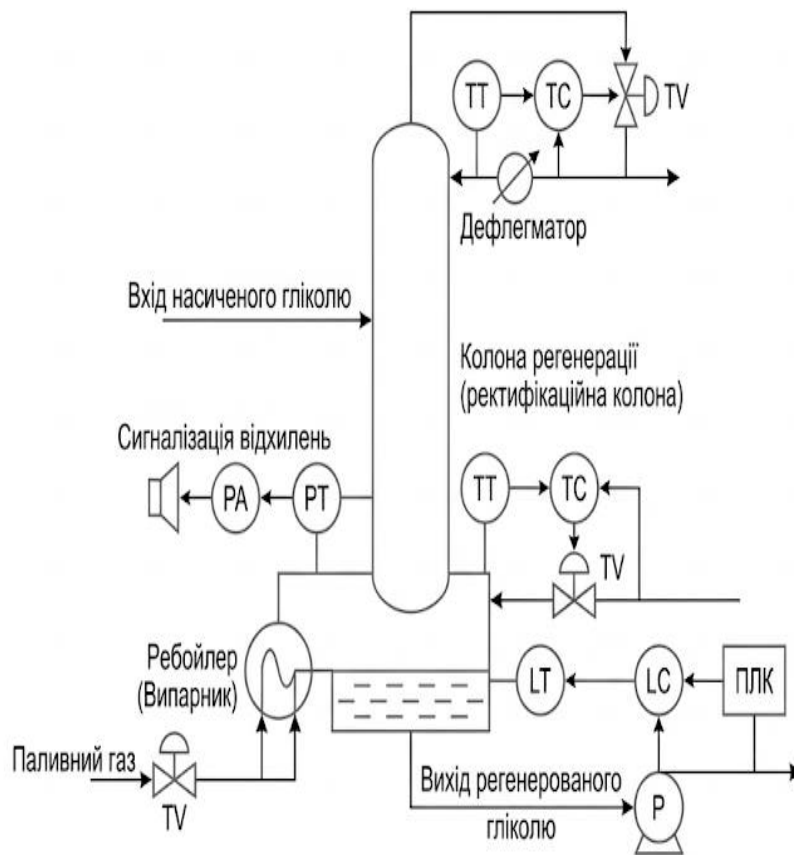 TT
TC
TV
Дефлегматор
Вхід насиченого гліколю
Колона регенерації
(ректифікаційна колона)
Сигналізація відхилень
PA
PT
TT
TC
TV
Ребойлер
(Випарник)
LT
LC
ПЛК
Паливний газ
TV
Вихід регенерованого
гліколю
P